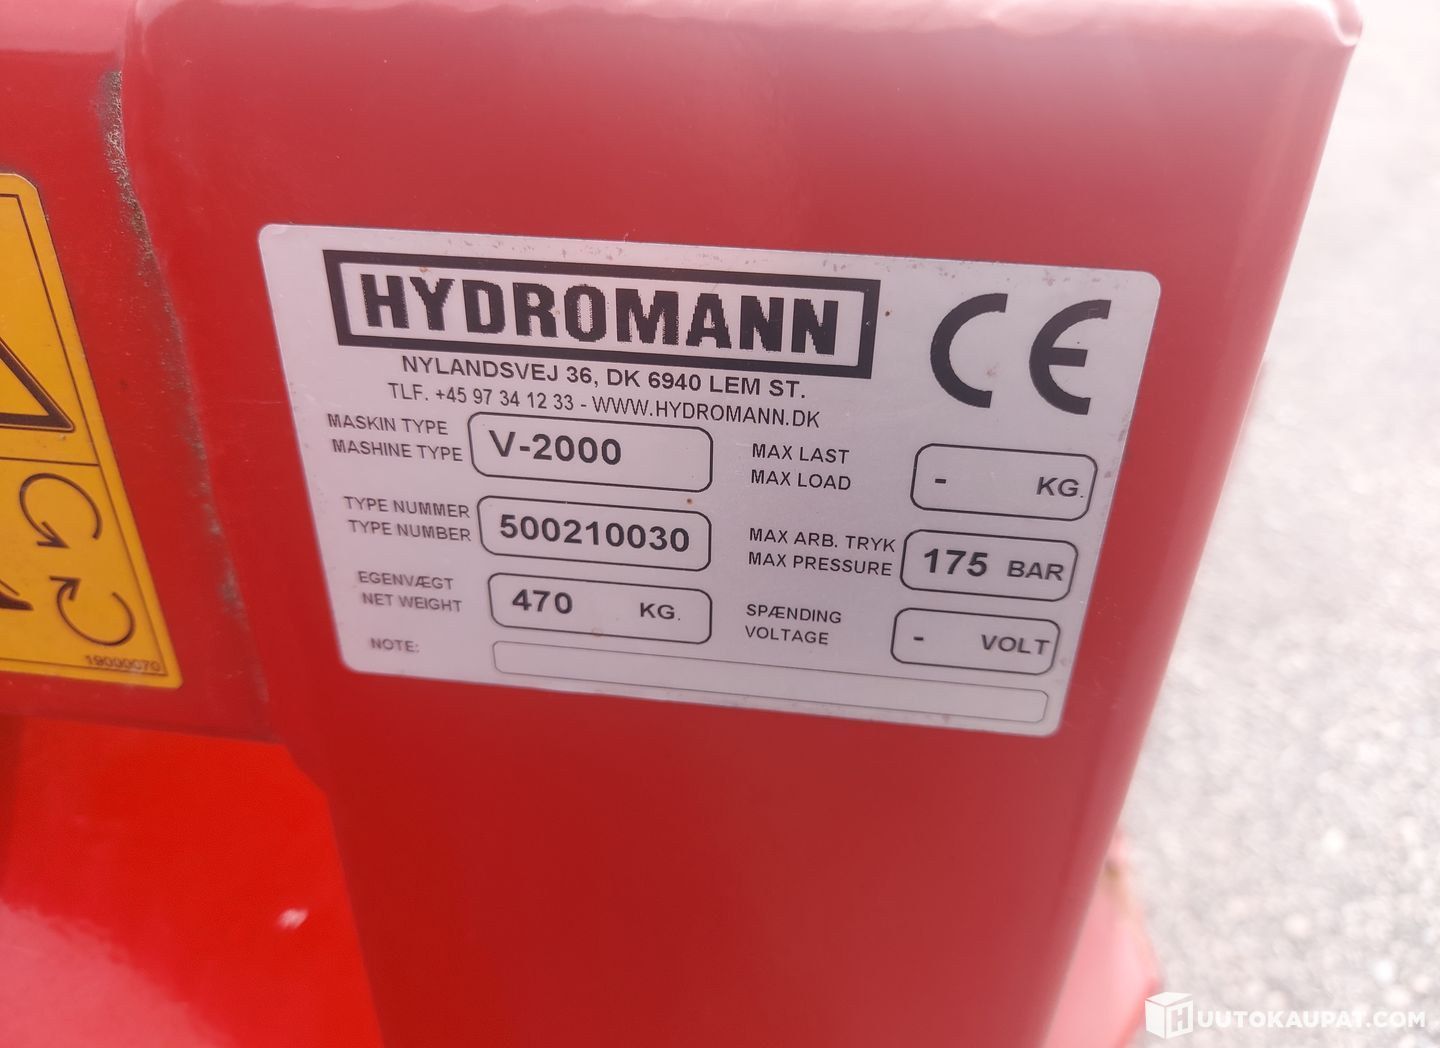 HYDROMANN
CE
NYLANDSVEJ 36, DK 6940 LEM ST.
TLF. +45 97 34 12 33 - WWW.HYDROMANN.DK
MASKIN TYPE
MASHINE TYPE
V-2000
MAX LAST
MAX LOAD
- KG.
TYPE NUMMER
TYPE NUMBER
500210030
MAX ARB. TRYK
MAX PRESSURE
175 BAR
EGENVÆGT
NET WEIGHT
470 KG.
SPÆNDING
VOLTAGE
- VOLT
NOTE:
19000070
HUUTOKAUPAT.COM